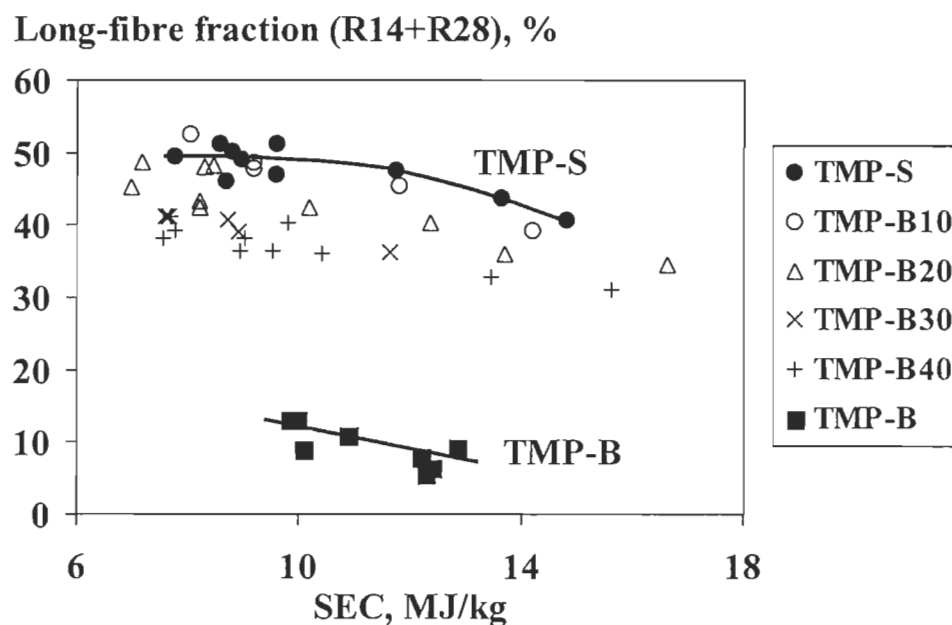 Long-fibre fraction (R14+R28), %
60
50
40
30
20
10
0
TMP-S
TMP-B
6
10
14
18
SEC, MJ/kg
TMP-S
TMP-B10
TMP-B20
TMP-B30
TMP-B40
TMP-B